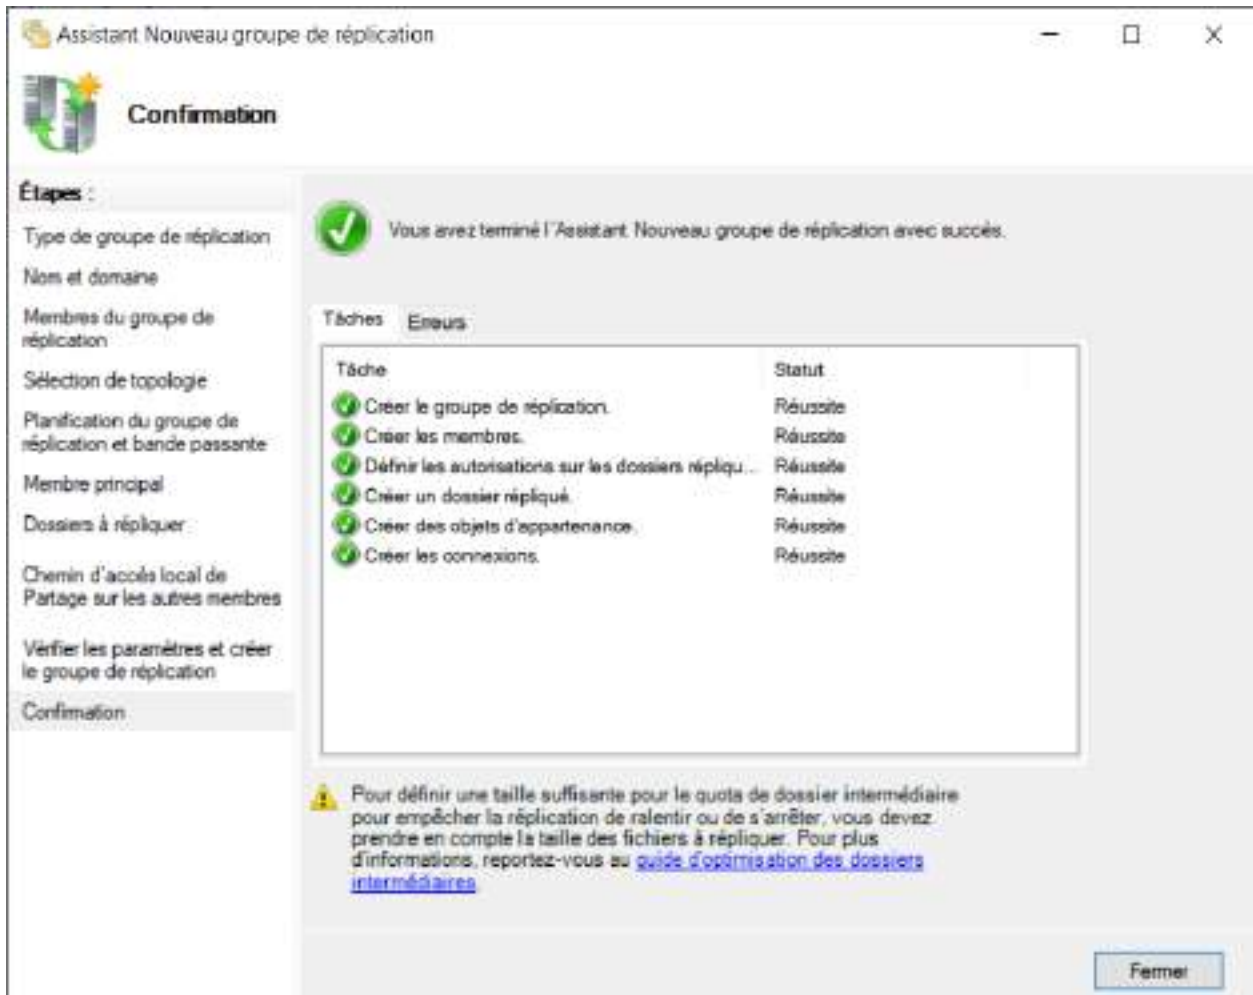 Assistant Nouveau groupe de réplication
Confirmation
Étapes :
Type de groupe de réplication
Nom et domaine
Membres du groupe de
réplication
Sélection de topologie
Planification du groupe de
réplication et bande passante
Membre principal
Dossiers à répliquer
Chemin d'accès local de
Partage sur les autres membres
Vérifier les paramètres et créer
le groupe de réplication
Confirmation
Vous avez terminé l'Assistant Nouveau groupe de réplication avec succès.
Tâches Erreurs
Tâche Statut
Créer le groupe de réplication. Réussite
Créer les membres. Réussite
Définir les autorisations sur les dossiers répliqu... Réussite
Créer un dossier répliqué. Réussite
Créer des objets d'appartenance. Réussite
Créer les connexions. Réussite
Pour définir une taille suffisante pour le quota de dossier intermédiaire
pour empêcher la réplication de ralentir ou de s'arrêter, vous devez
prendre en compte la taille des fichiers à répliquer. Pour plus
d'informations, reportez-vous au guide d'optimisation des dossiers
intermédiaires.
Fermer